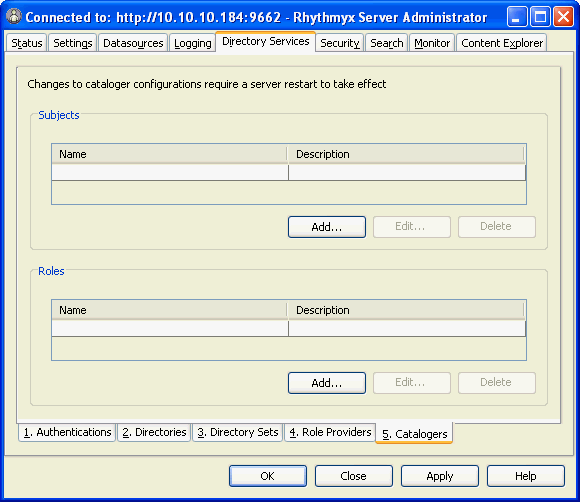 Connected to: http://10.10.10.184:9662 - Rhythmyx Server Administrator
Status Settings Datasources Logging Directory Services Security Search Monitor Content Explorer
Changes to cataloger configurations require a server restart to take effect
Subjects
Name Description
Add... Edit... Delete
Roles
Name Description
Add... Edit... Delete
1. Authentications 2. Directories 3. Directory Sets 4. Role Providers 5. Catalogers
OK Close Apply Help